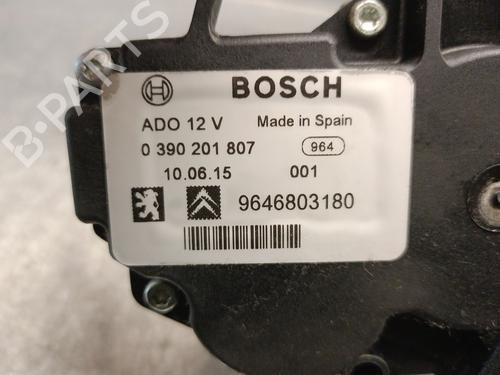 BOSCH
ADO 12 V Made in Spain
0 390 201 807 964
10.06.15 001
9646803180
B-PARTS